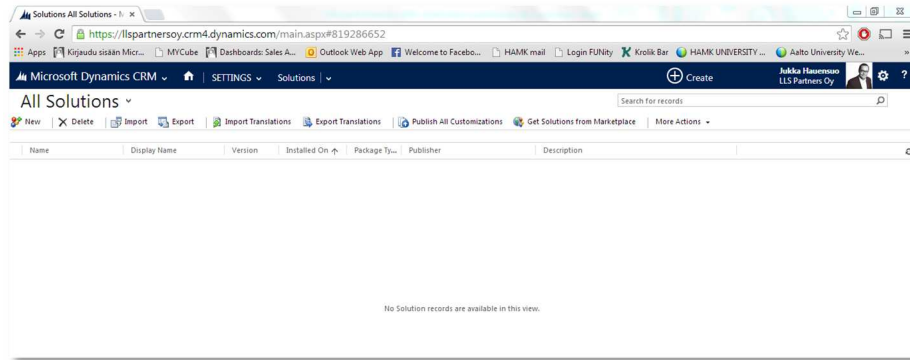 Solutions All Solutions - M
https://llspartnersoy.crm4.dynamics.com/main.aspx#819286652
Apps Kirjaudu sisään Micr... MYCube Dashboards: Sales A... Outlook Web App Welcome to Facebo... HAMK mail Login FUNity Krolik Bar HAMK UNIVERSITY ... Aalto University We... »
Microsoft Dynamics CRM SETTINGS Solutions Create Jukka Hauensuo ?
LLS Partners Oy
All Solutions Search for records
New Delete Import Export Import Translations Export Translations Publish All Customizations Get Solutions from Marketplace More Actions
Name Display Name Version Installed On Package Ty... Publisher Description
No Solution records are available in this view.